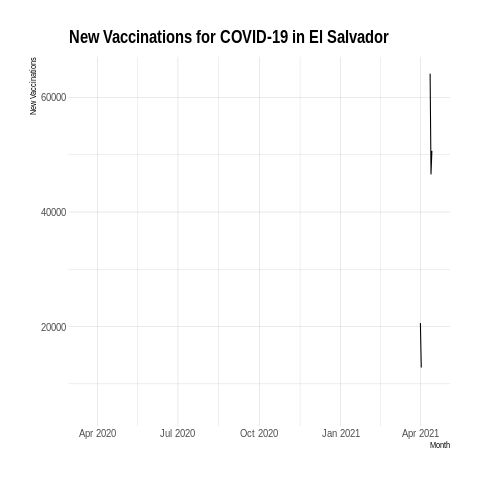 New Vaccinations for COVID-19 in El Salvador
New Vaccinations
60000
40000
20000
Apr 2020 Jul 2020 Oct 2020 Jan 2021 Apr 2021
Month